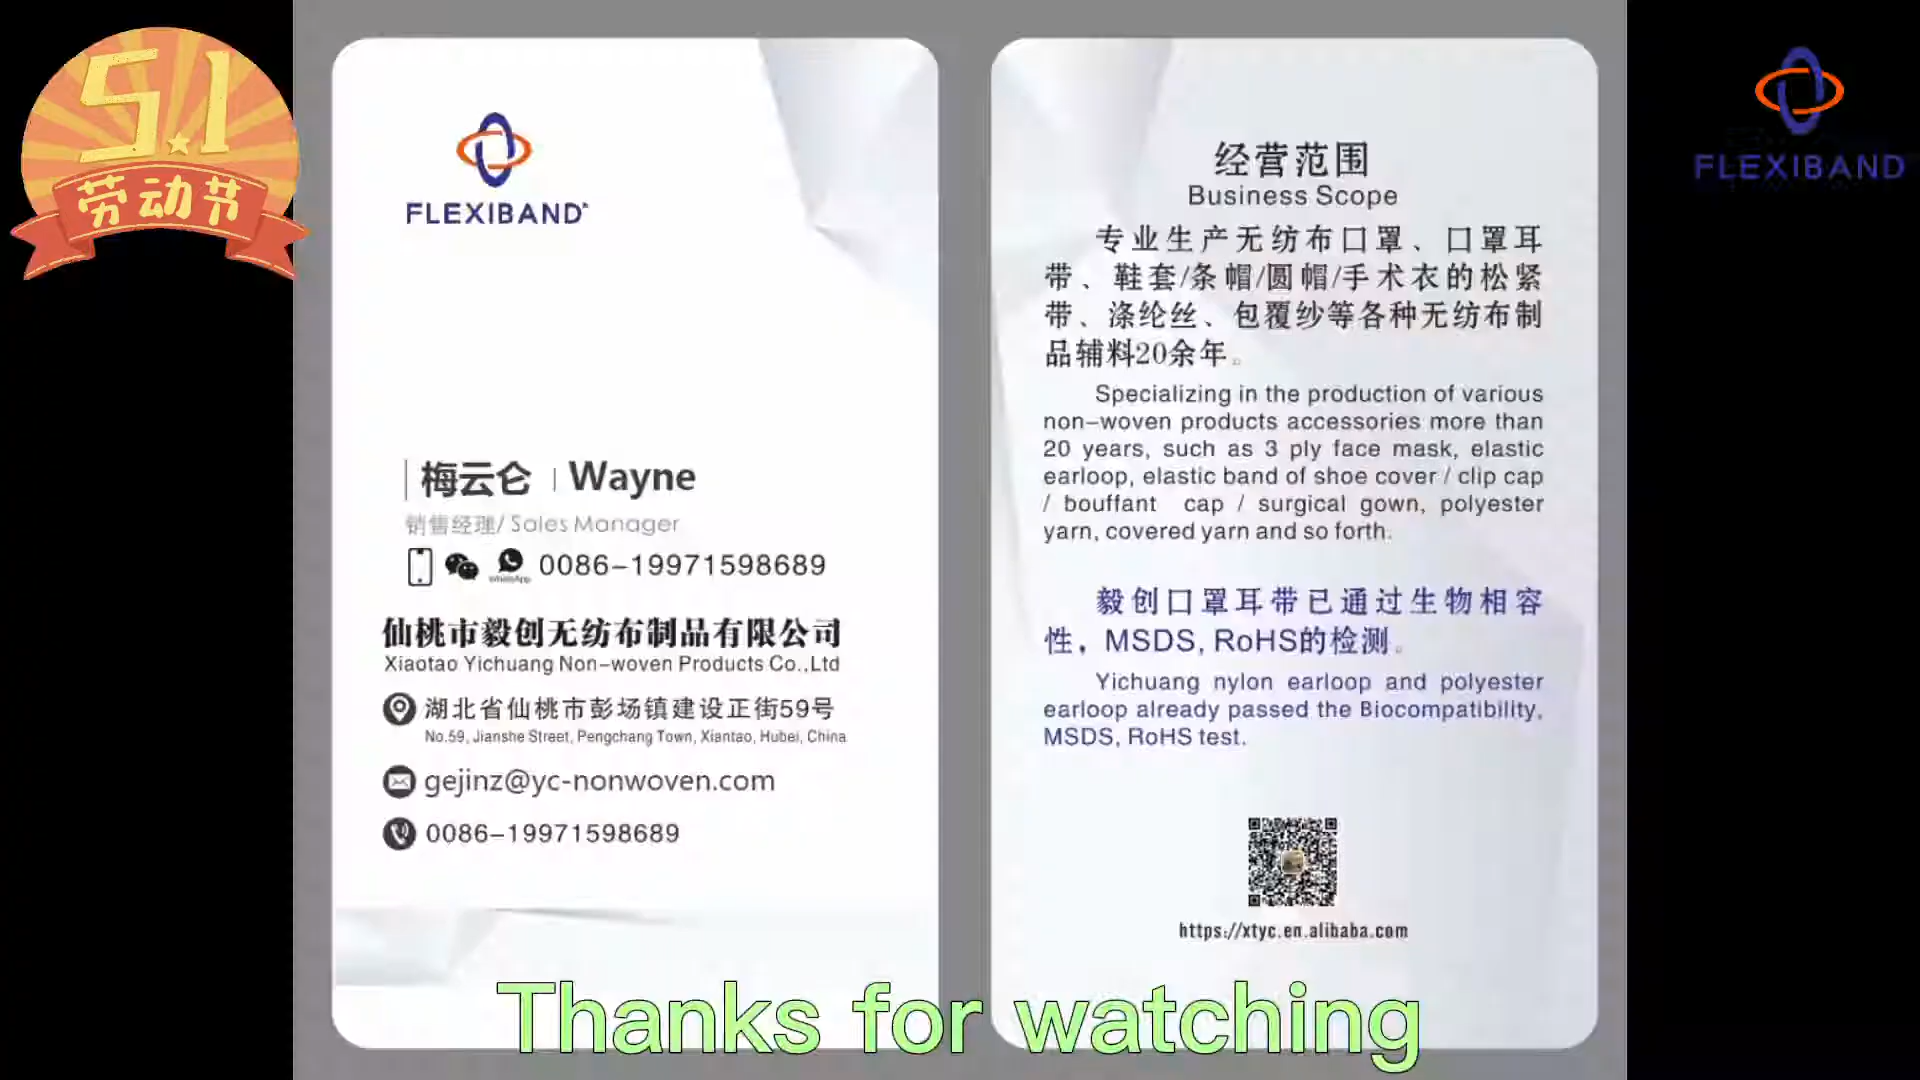 5.1
劳动节
FLEXIBAND
梅云仑 | Wayne
销售经理/ Sales Manager
WhatsApp
0086-19971598689
仙桃市毅创无纺布制品有限公司
Xiaotao Yichuang Non-woven Products Co.,Ltd
湖北省仙桃市彭场镇建设正街59号
No.59, Jianshe Street, Pengchang Town, Xiantao, Hubei, China
gejinz@yc-nonwoven.com
0086-19971598689
经营范围
Business Scope
专业生产无纺布口罩、口罩耳
带、鞋套/条帽/圆帽/手术衣的松紧
带、涤纶丝、包覆纱等各种无纺布制
品辅料20余年。
Specializing in the production of various
non-woven products accessories more than
20 years, such as 3 ply face mask, elastic
earloop, elastic band of shoe cover / clip cap
/ bouffant cap / surgical gown, polyester
yarn, covered yarn and so forth.
毅创口罩耳带已通过生物相容
性，MSDS, RoHS的检测。
Yichuang nylon earloop and polyester
earloop already passed the Biocompatibility,
MSDS, RoHS test.
https://xtyc.en.alibaba.com
FLEXIBAND
Thanks for watching